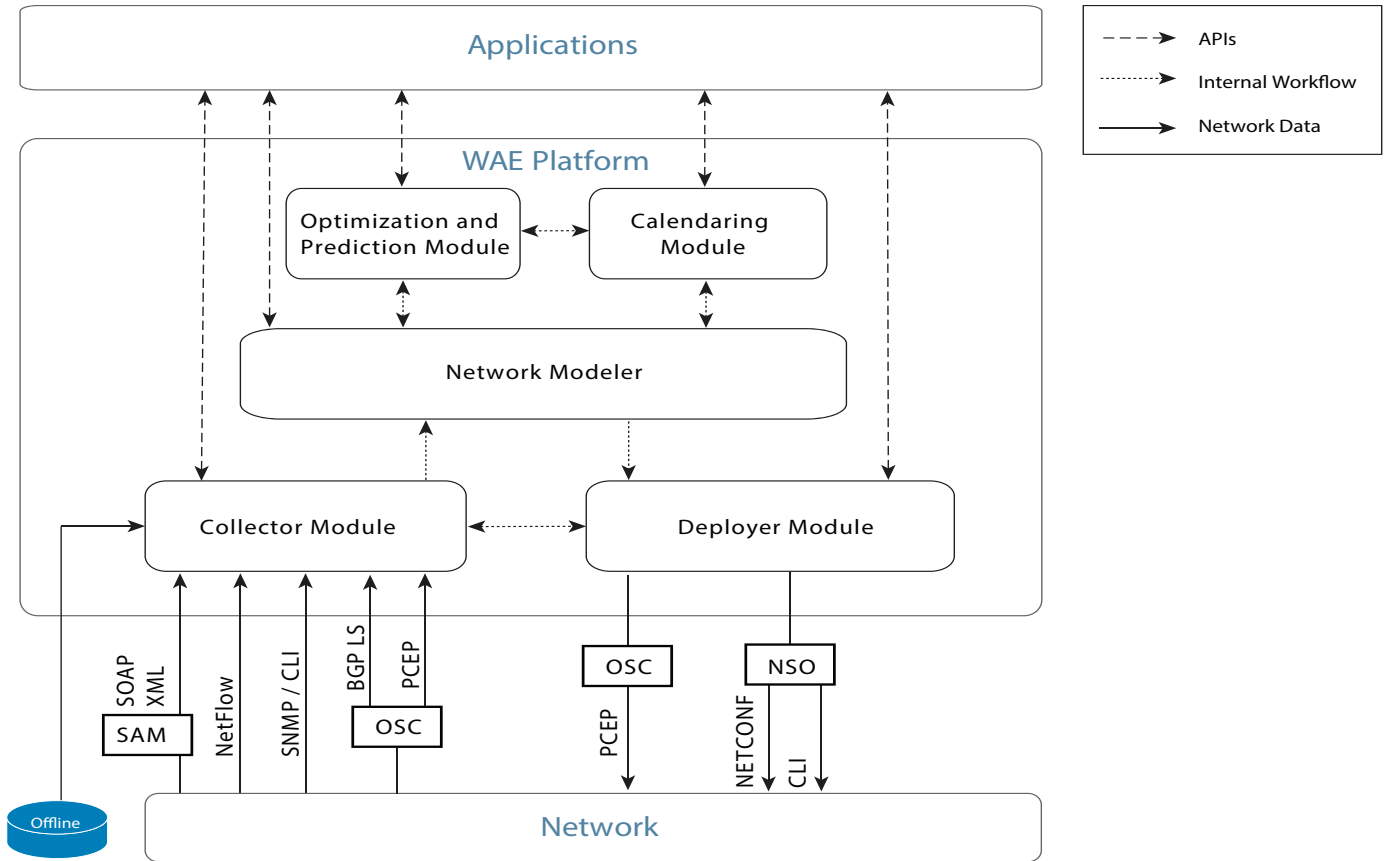 Applications
APIs
Internal Workflow
Network Data
WAE Platform
Optimization and
Prediction Module
Calendaring
Module
Network Modeler
Collector Module
Deployer Module
SOAP
XML
NetFlow
SNMP / CLI
BGP LS
PCEP
SAM
OSC
OSC
PCEP
NSO
NETCONF
CLI
Offline
Network